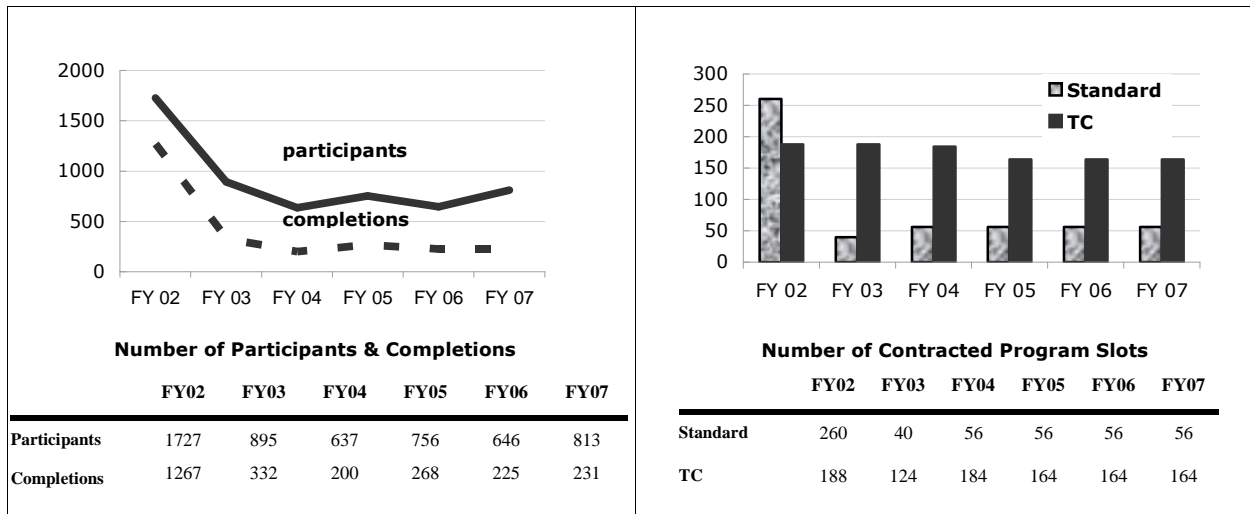 2000
1500
1000
500
0
participants
completions
FY 02 FY 03 FY 04 FY 05 FY 06 FY 07
Number of Participants & Completions
FY02 FY03 FY04 FY05 FY06 FY07
Participants 1727 895 637 756 646 813
Completions 1267 332 200 268 225 231
300
250
200
150
100
50
0
Standard
TC
FY 02 FY 03 FY 04 FY 05 FY 06 FY 07
Number of Contracted Program Slots
FY02 FY03 FY04 FY05 FY06 FY07
Standard 260 40 56 56 56 56
TC 188 124 184 164 164 164